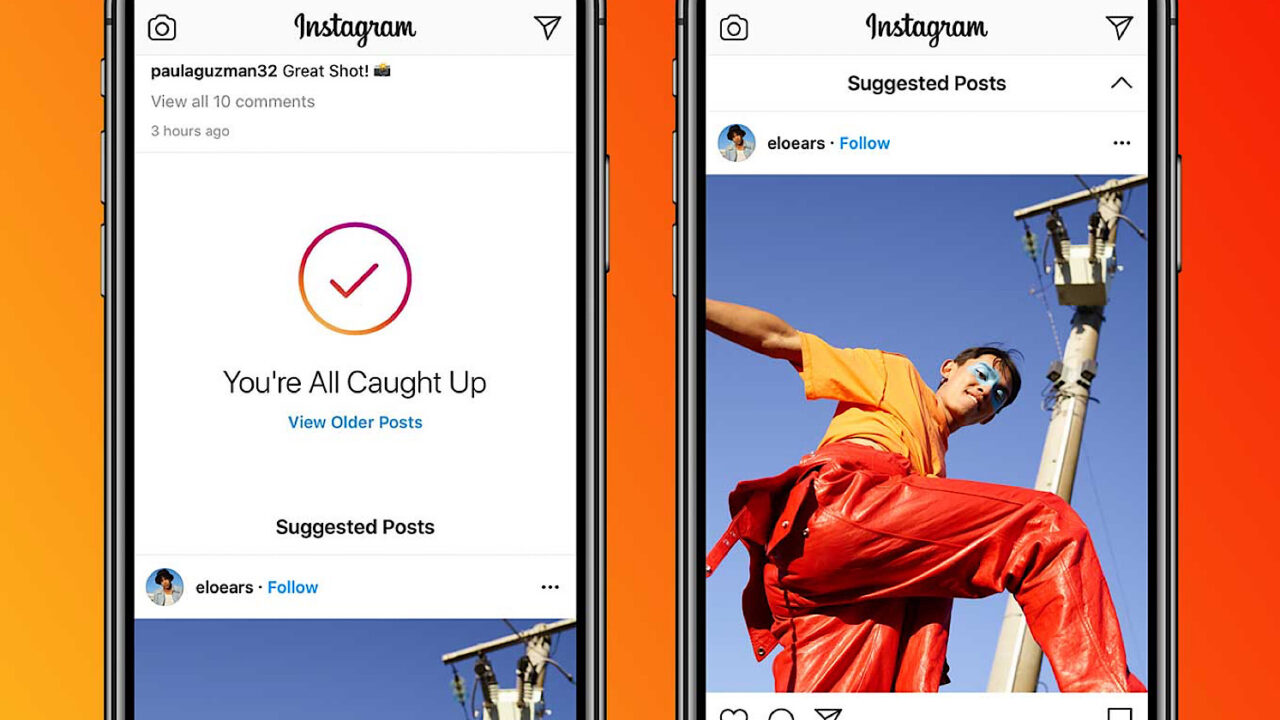 Instagram
paulaguzman32 Great Shot! 📸
View all 10 comments
3 hours ago
You're All Caught Up
View Older Posts
Suggested Posts
eloears · Follow
Instagram
Suggested Posts
eloears · Follow